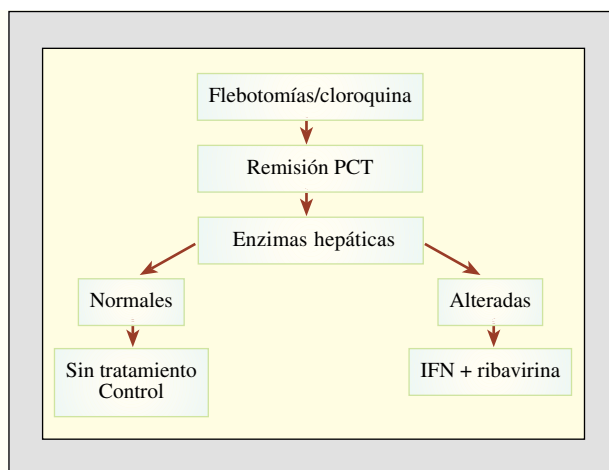 Flebotomías/cloroquina
Remisión PCT
Enzimas hepáticas
Normales
Alteradas
Sin tratamiento
Control
IFN + ribavirina